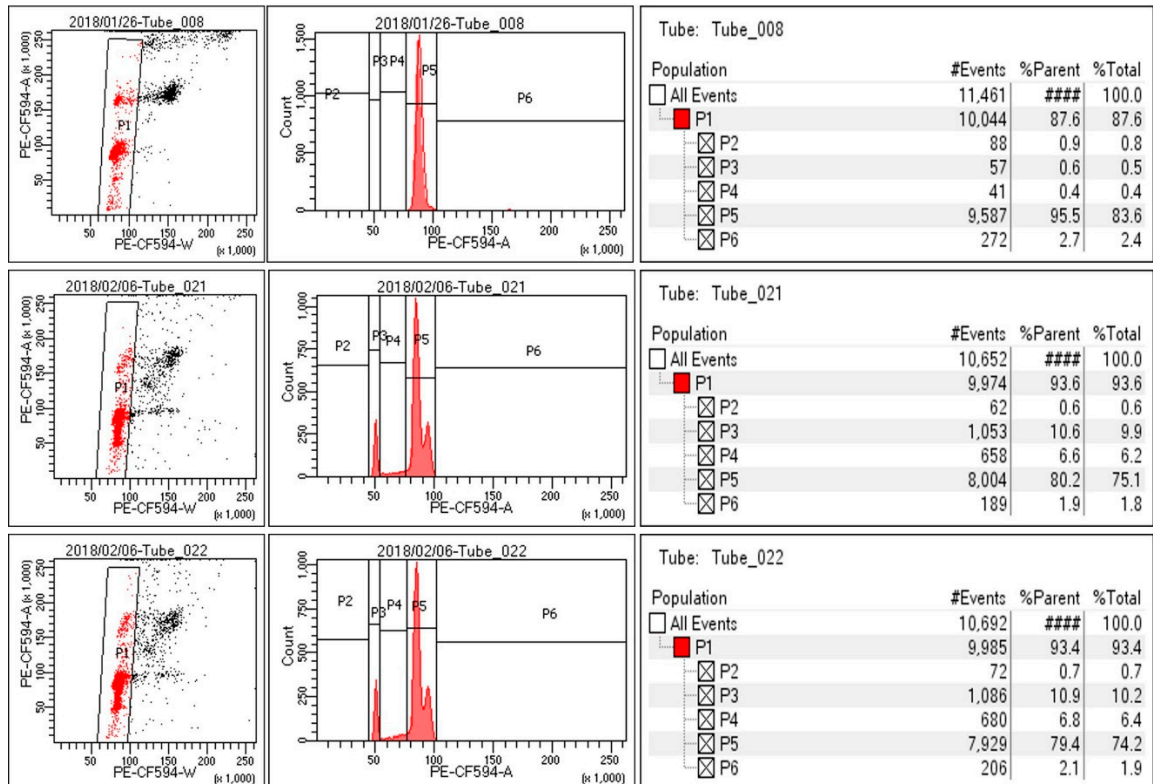 2018/01/26-Tube_008
PE-CF594-A (x 1,000)
250
200
150
100
50
P1
50 100 150 200 250
PE-CF594-W
(x 1,000)
2018/01/26-Tube_008
Count
1,500
1,000
500
0
P2 P3 P4 P5 P6
50 100 150 200 250
PE-CF594-A
(x 1,000)
Tube: Tube_008
Population #Events %Parent %Total
All Events 11,461 #### 100.0
P1 10,044 87.6 87.6
P2 88 0.9 0.8
P3 57 0.6 0.5
P4 41 0.4 0.4
P5 9,587 95.5 83.6
P6 272 2.7 2.4
2018/02/06-Tube_021
PE-CF594-A (x 1,000)
250
200
150
100
50
P1
50 100 150 200 250
PE-CF594-W
(x 1,000)
2018/02/06-Tube_021
Count
1,000
750
500
250
0
P2 P3 P4 P5 P6
50 100 150 200 250
PE-CF594-A
(x 1,000)
Tube: Tube_021
Population #Events %Parent %Total
All Events 10,652 #### 100.0
P1 9,974 93.6 93.6
P2 62 0.6 0.6
P3 1,053 10.6 9.9
P4 658 6.6 6.2
P5 8,004 80.2 75.1
P6 189 1.9 1.8
2018/02/06-Tube_022
PE-CF594-A (x 1,000)
250
200
150
100
50
P1
50 100 150 200 250
PE-CF594-W
(x 1,000)
2018/02/06-Tube_022
Count
1,000
750
500
250
0
P2 P3 P4 P5 P6
50 100 150 200 250
PE-CF594-A
(x 1,000)
Tube: Tube_022
Population #Events %Parent %Total
All Events 10,692 #### 100.0
P1 9,985 93.4 93.4
P2 72 0.7 0.7
P3 1,086 10.9 10.2
P4 680 6.8 6.4
P5 7,929 79.4 74.2
P6 206 2.1 1.9